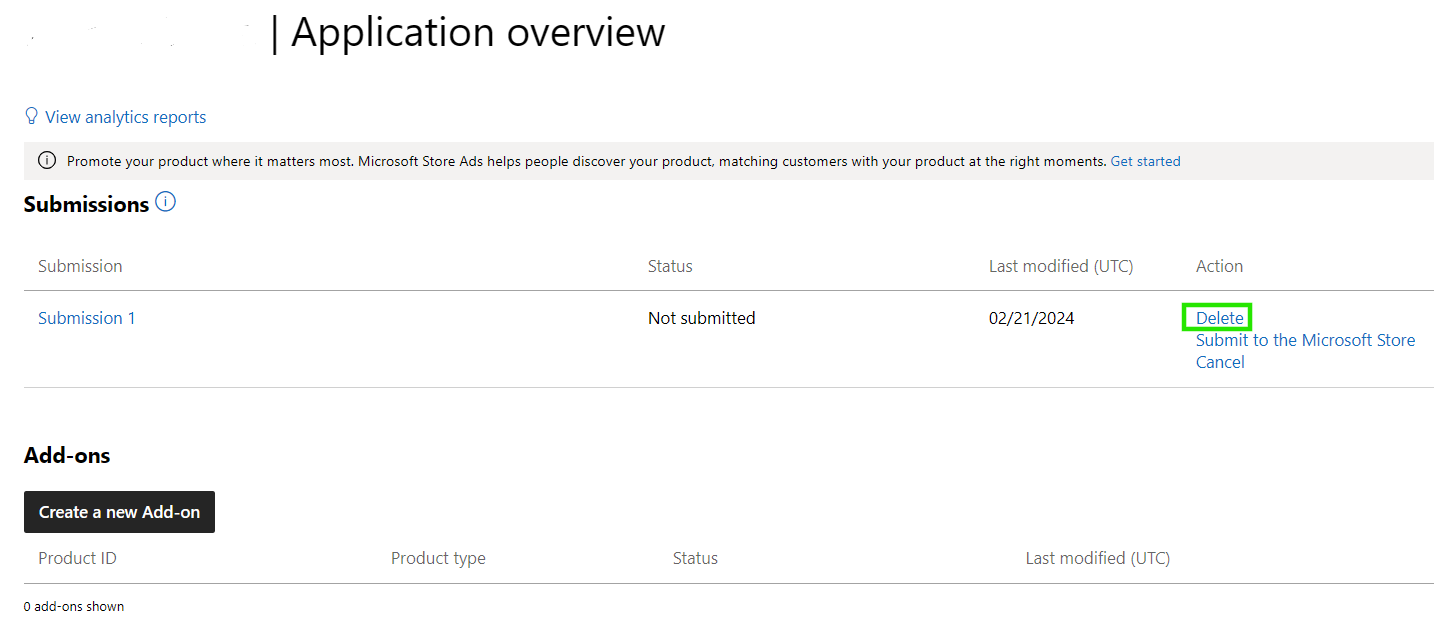 | Application overview
View analytics reports
Promote your product where it matters most. Microsoft Store Ads helps people discover your product, matching customers with your product at the right moments. Get started
Submissions
Submission Status Last modified (UTC) Action
Submission 1 Not submitted 02/21/2024 Delete
Submit to the Microsoft Store
Cancel
Add-ons
Create a new Add-on
Product ID Product type Status Last modified (UTC)
0 add-ons shown